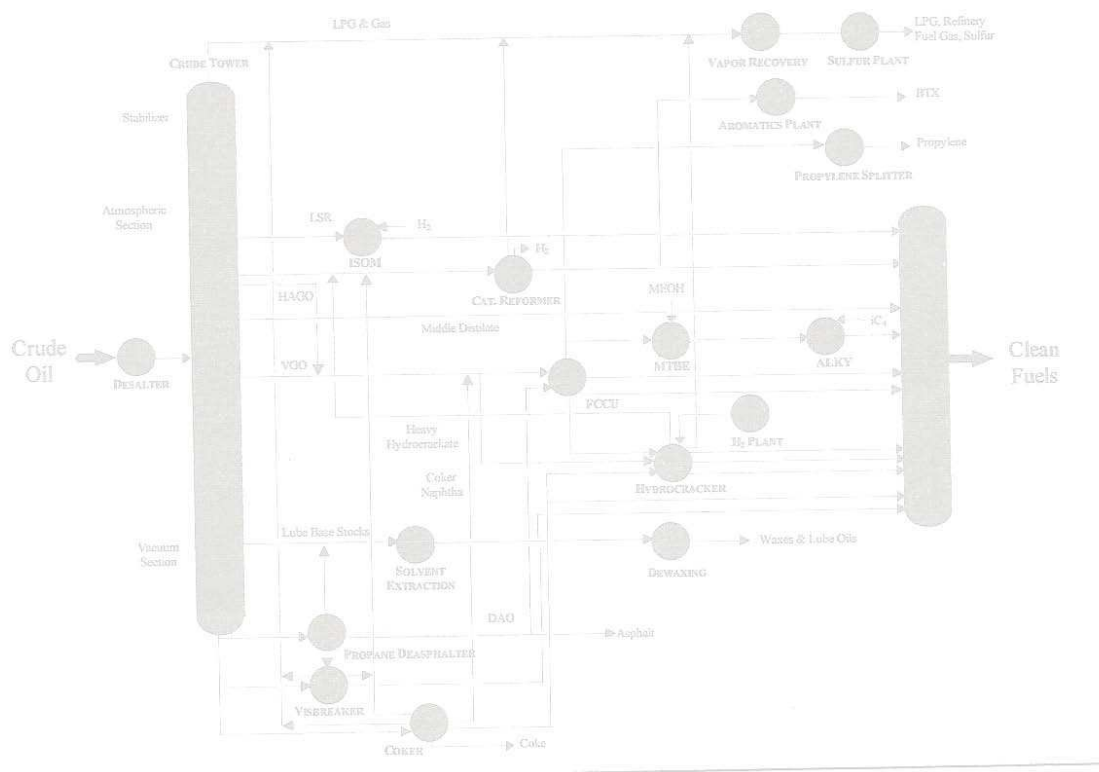 LPG & Gas
LPG, Refinery
Fuel Gas, Sulfur
CRUDE TOWER
VAPOR RECOVERY
SULFUR PLANT
Stabilizer
BTX
AROMATICS PLANT
Propylene
PROPYLENE SPLITTER
Atmospheric
Section
LSR
H₂
ISOM
H₂
CAT. REFORMER
HAGO
MEOH
Middle Distilate
iC₄
MTBE
ALKY
Crude
Oil
DESALTER
VGO
FCCU
Clean
Fuels
Heavy
Hydrocrackate
H₂ PLANT
Coker
Naphtha
HYDROCRACKER
Lube Base Stocks
Vacuum
Section
SOLVENT
EXTRACTION
DEWAXING
Waxes & Lube Oils
DAO
Asphalt
PROPANE DEASPHALTER
VISBREAKER
COKER
Coke